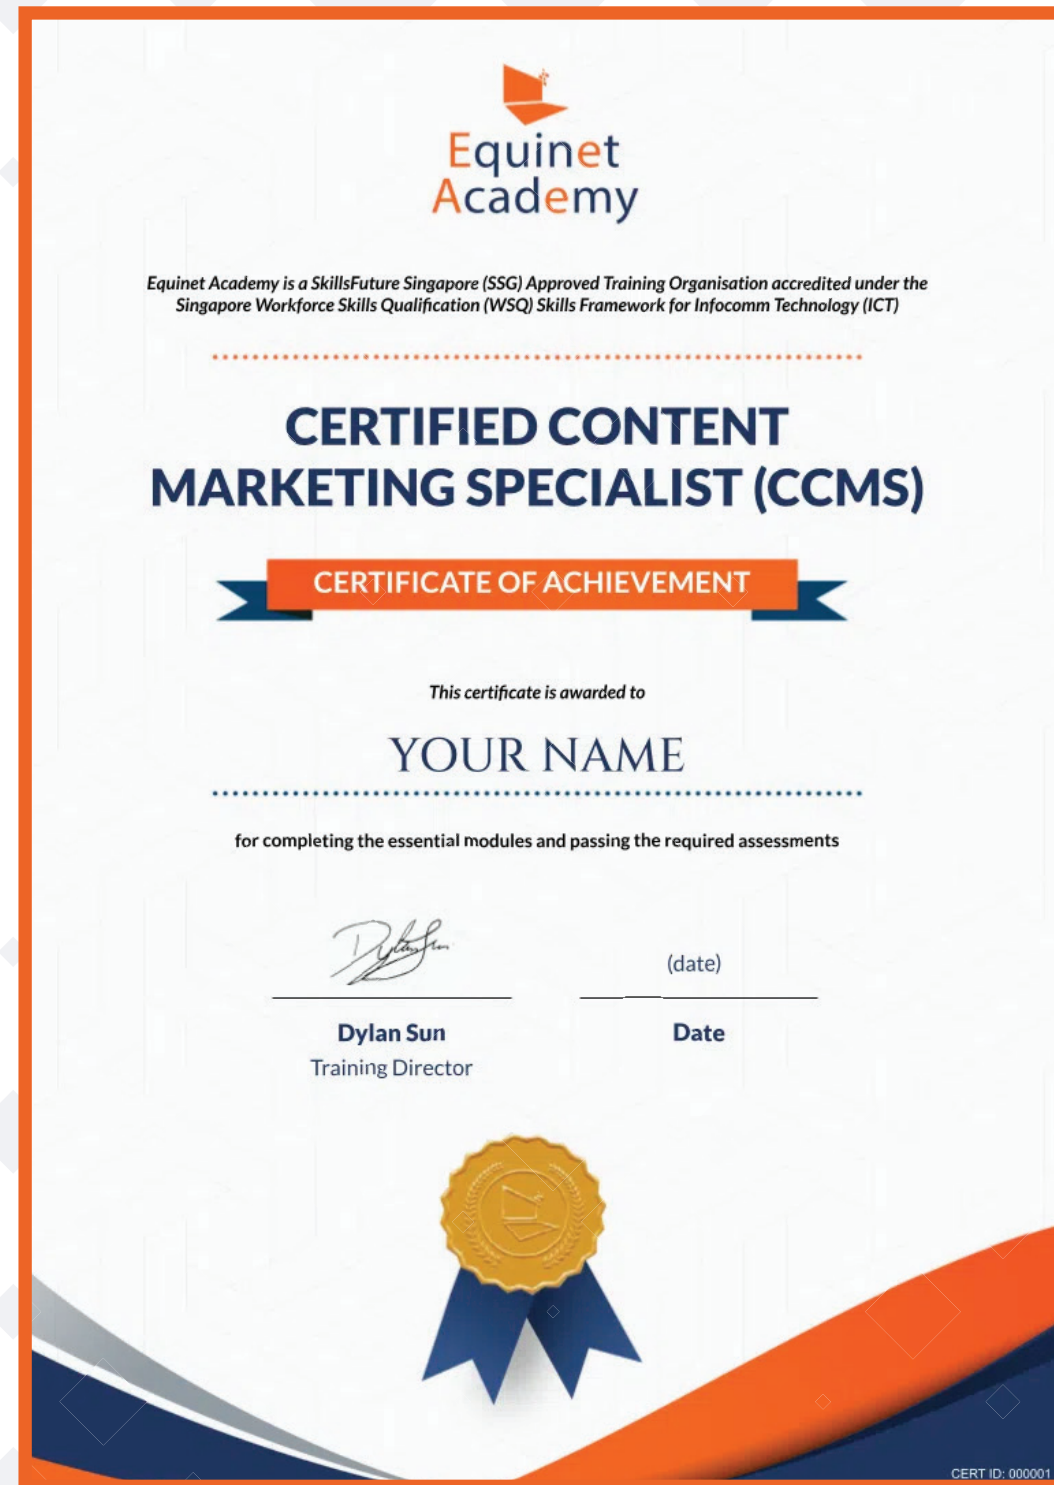 Equinet
Academy
Equinet Academy is a SkillsFuture Singapore (SSG) Approved Training Organisation accredited under the
Singapore Workforce Skills Qualification (WSQ) Skills Framework for Infocomm Technology (ICT)
CERTIFIED CONTENT
MARKETING SPECIALIST (CCMS)
CERTIFICATE OF ACHIEVEMENT
This certificate is awarded to
YOUR NAME
for completing the essential modules and passing the required assessments
Dylan Sun
(date)
Dylan Sun
Date
Training Director
CERT ID: 000001